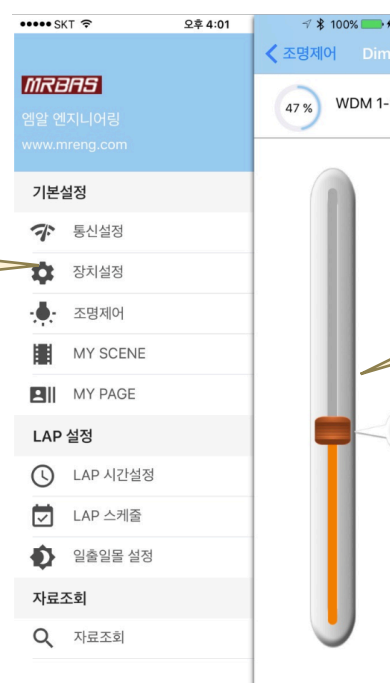 ●●●●● SKT 오후 4:01
100%
MRBAS
엠알 엔지니어링
www.mreng.com
기본설정
통신설정
장치설정
조명제어
MY SCENE
MY PAGE
LAP 설정
LAP 시간설정
LAP 스케줄
일출일몰 설정
자료조회
자료조회
조명제어 Dim
47 % WDM 1-